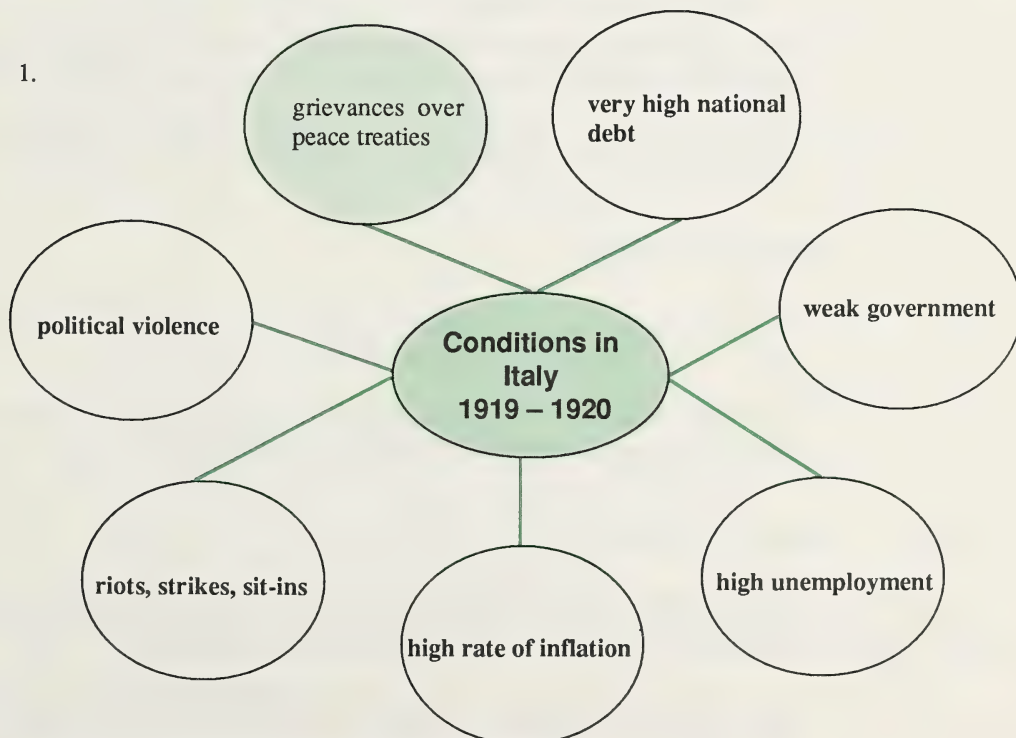 1.
grievances over
peace treaties
very high national
debt
political violence
Conditions in
Italy
1919 – 1920
weak government
riots, strikes, sit-ins
high rate of inflation
high unemployment